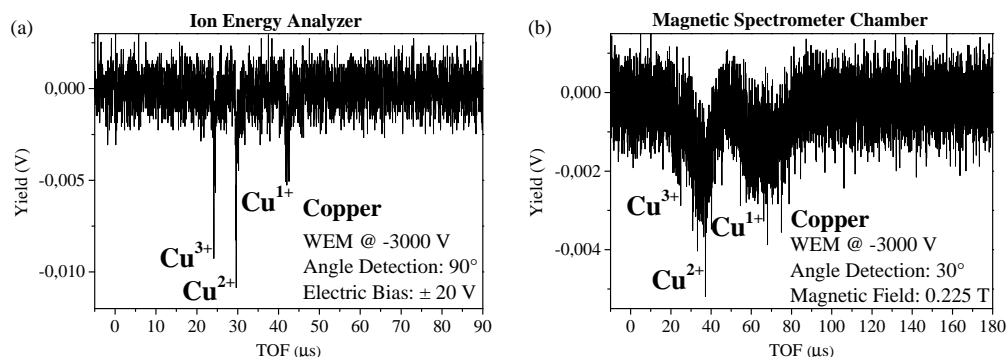 (a) Ion Energy Analyzer
0,000
-0,005
-0,010
Yield (V)
Cu3+
Cu2+
Cu1+
Copper
WEM @ -3000 V
Angle Detection: 90°
Electric Bias: ± 20 V
0 10 20 30 40 50 60 70 80 90
TOF (μs)
(b) Magnetic Spectrometer Chamber
0,000
-0,002
-0,004
Yield (V)
Cu3+
Cu2+
Cu1+
Copper
WEM @ -3000 V
Angle Detection: 30°
Magnetic Field: 0.225 T
0 20 40 60 80 100 120 140 160 180
TOF (μs)